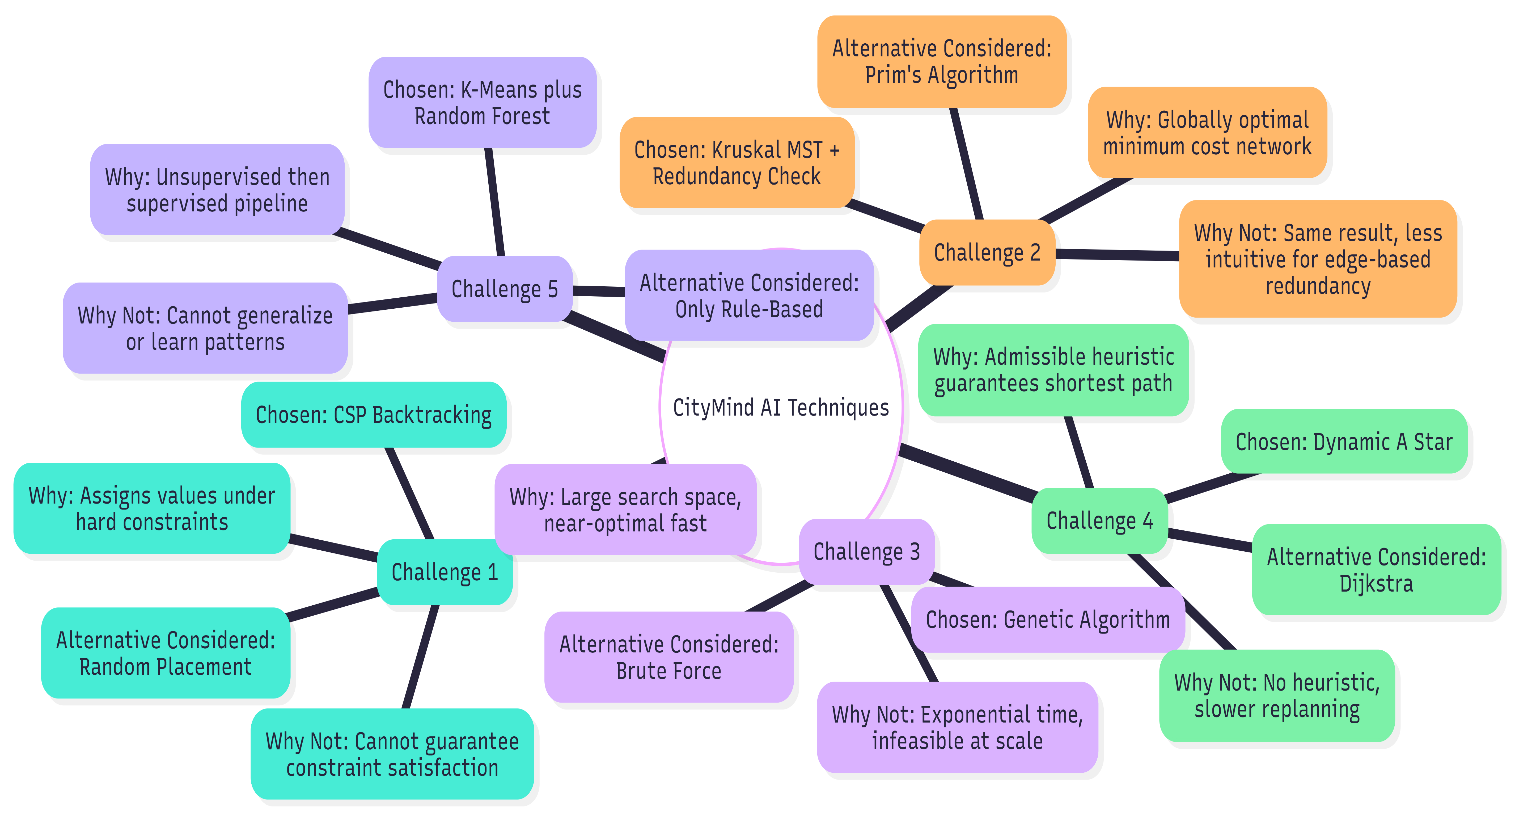 CityMind AI Techniques
Challenge 1
Chosen: CSP Backtracking
Why: Assigns values under
hard constraints
Alternative Considered:
Random Placement
Why Not: Cannot guarantee
constraint satisfaction
Challenge 2
Chosen: Kruskal MST +
Redundancy Check
Alternative Considered:
Prim's Algorithm
Why: Globally optimal
minimum cost network
Why Not: Same result, less
intuitive for edge-based
redundancy
Challenge 3
Chosen: Genetic Algorithm
Why: Large search space,
near-optimal fast
Alternative Considered:
Brute Force
Why Not: Exponential time,
infeasible at scale
Challenge 4
Chosen: Dynamic A Star
Why: Admissible heuristic
guarantees shortest path
Alternative Considered:
Dijkstra
Why Not: No heuristic,
slower replanning
Challenge 5
Chosen: K-Means plus
Random Forest
Why: Unsupervised then
supervised pipeline
Alternative Considered:
Only Rule-Based
Why Not: Cannot generalize
or learn patterns